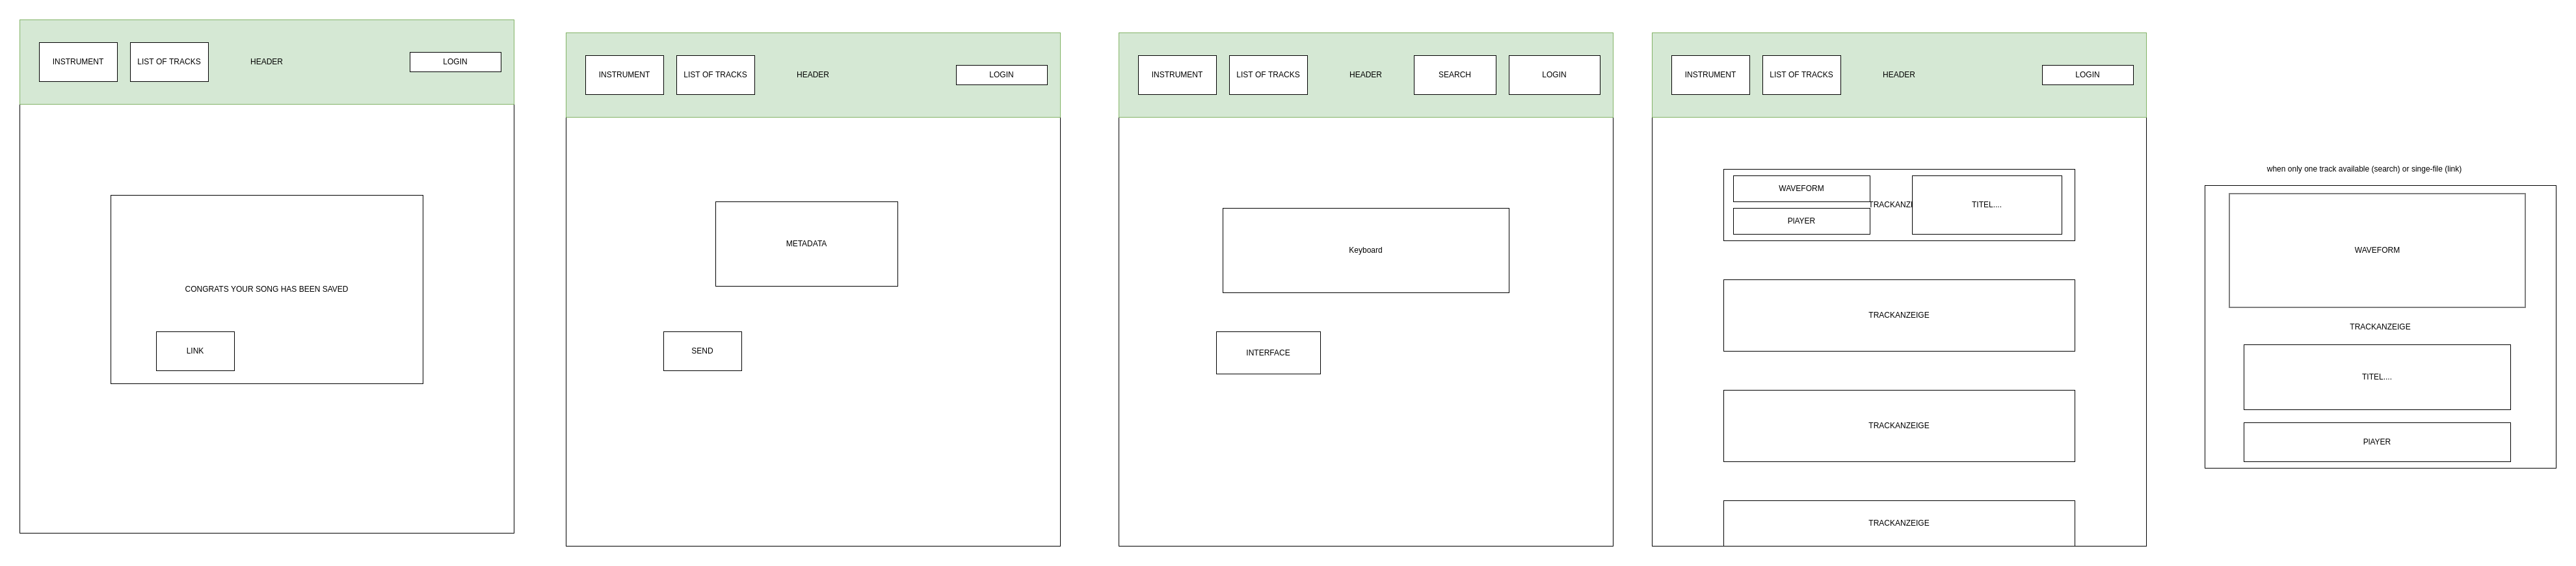 INSTRUMENT
LIST OF TRACKS
HEADER
LOGIN
CONGRATS YOUR SONG HAS BEEN SAVED
LINK
INSTRUMENT
LIST OF TRACKS
HEADER
LOGIN
METADATA
SEND
INSTRUMENT
LIST OF TRACKS
HEADER
SEARCH
LOGIN
Keyboard
INTERFACE
INSTRUMENT
LIST OF TRACKS
HEADER
LOGIN
WAVEFORM
PlAYER
TRACKANZE
TITEL....
TRACKANZEIGE
TRACKANZEIGE
TRACKANZEIGE
when only one track available (search) or singe-file (link)
WAVEFORM
TRACKANZEIGE
TITEL....
PlAYER